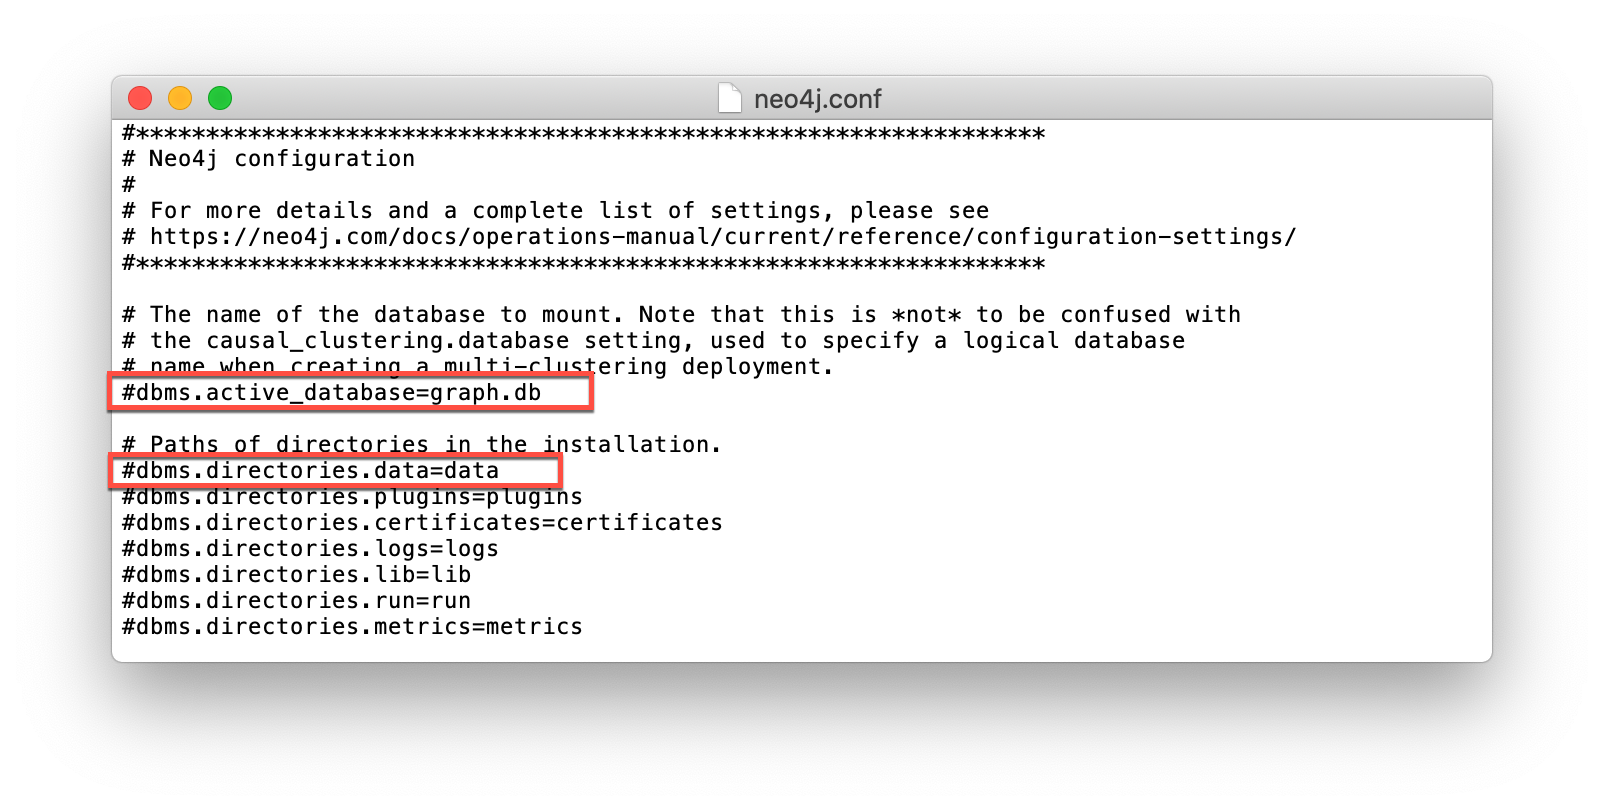 neo4j.conf
#*****************************************************************
# Neo4j configuration
#
# For more details and a complete list of settings, please see
# https://neo4j.com/docs/operations-manual/current/reference/configuration-settings/
#*****************************************************************
# The name of the database to mount. Note that this is *not* to be confused with
# the causal_clustering.database setting, used to specify a logical database
# name when creating a multi-clustering deployment.
#dbms.active_database=graph.db
# Paths of directories in the installation.
#dbms.directories.data=data
#dbms.directories.plugins=plugins
#dbms.directories.certificates=certificates
#dbms.directories.logs=logs
#dbms.directories.lib=lib
#dbms.directories.run=run
#dbms.directories.metrics=metrics